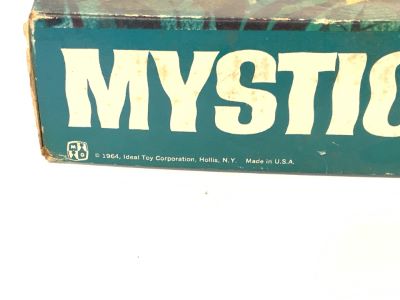 MYSTIC
© 1964, Ideal Toy Corporation, Hollis, N.Y. Made in U.S.A.